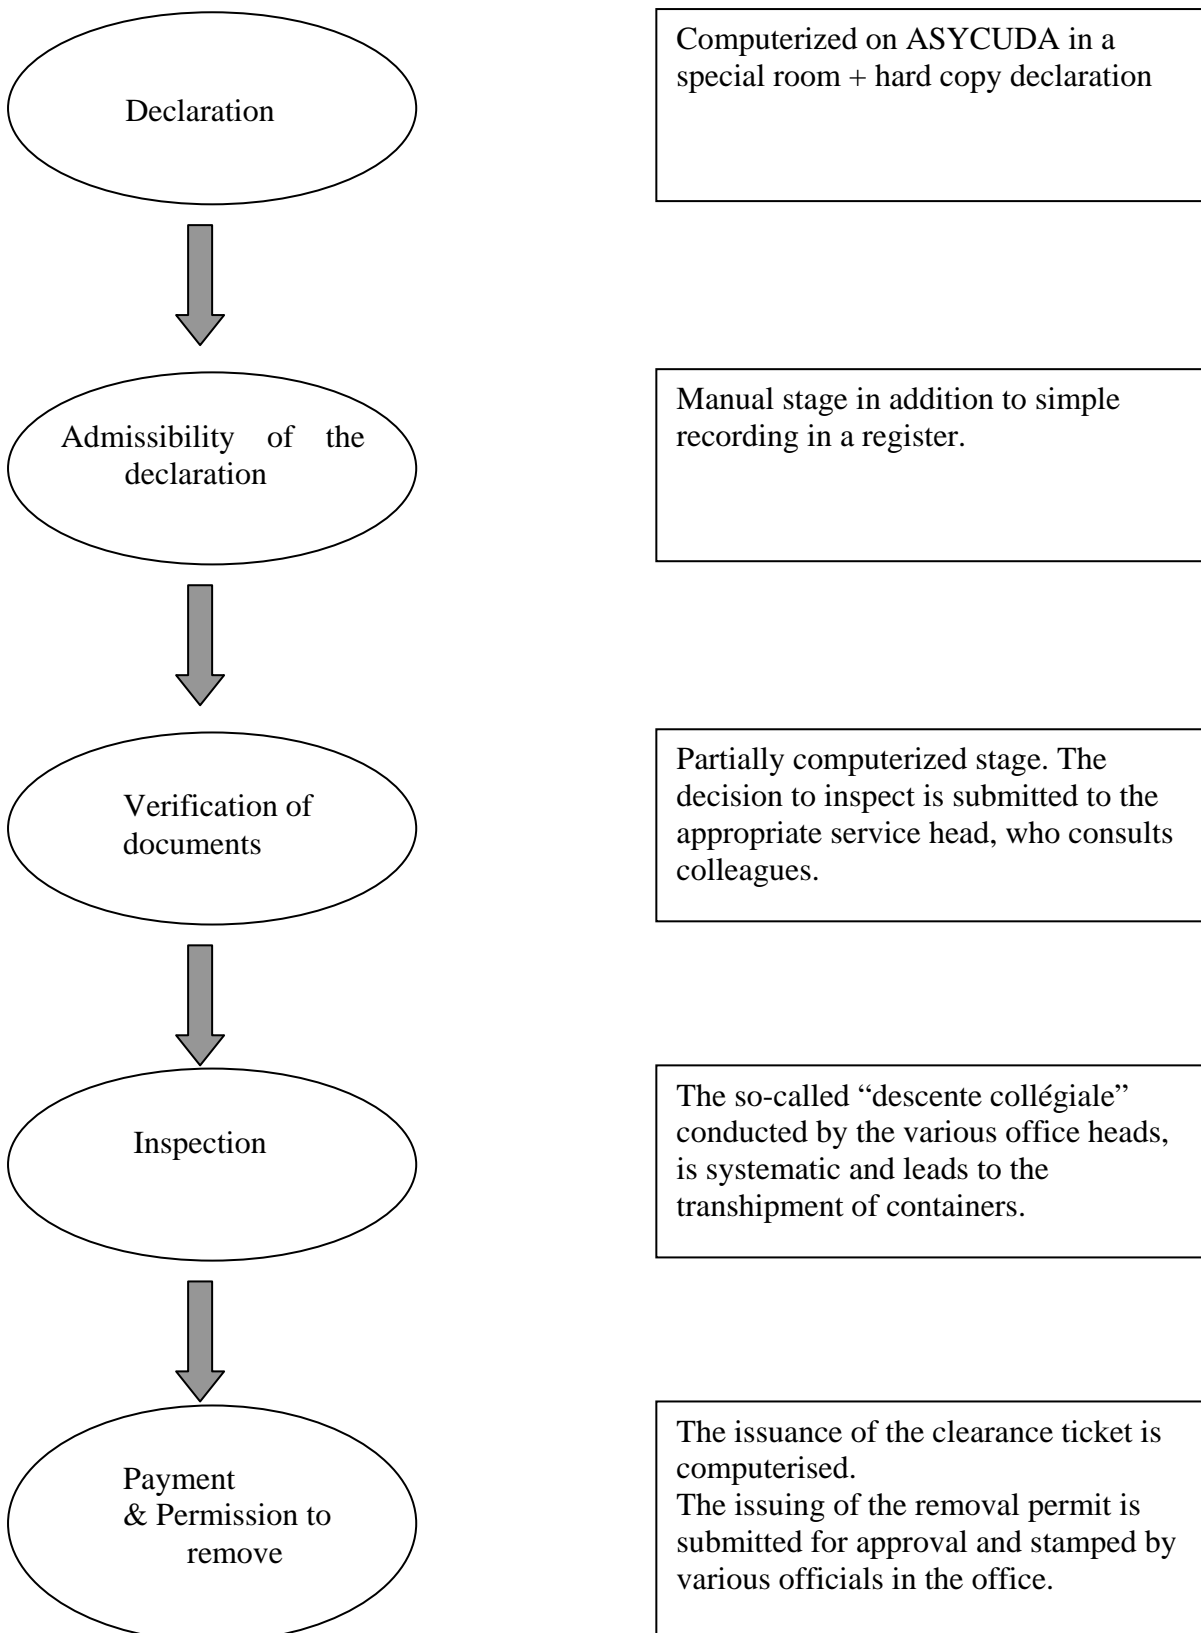 Declaration
Computerized on ASYCUDA in a
special room + hard copy declaration
Admissibility of the
declaration
Manual stage in addition to simple
recording in a register.
Verification of
documents
Partially computerized stage. The
decision to inspect is submitted to the
appropriate service head, who consults
colleagues.
Inspection
The so-called “descente collégiale”
conducted by the various office heads,
is systematic and leads to the
transhipment of containers.
Payment
& Permission to
remove
The issuance of the clearance ticket is
computerised.
The issuing of the removal permit is
submitted for approval and stamped by
various officials in the office.